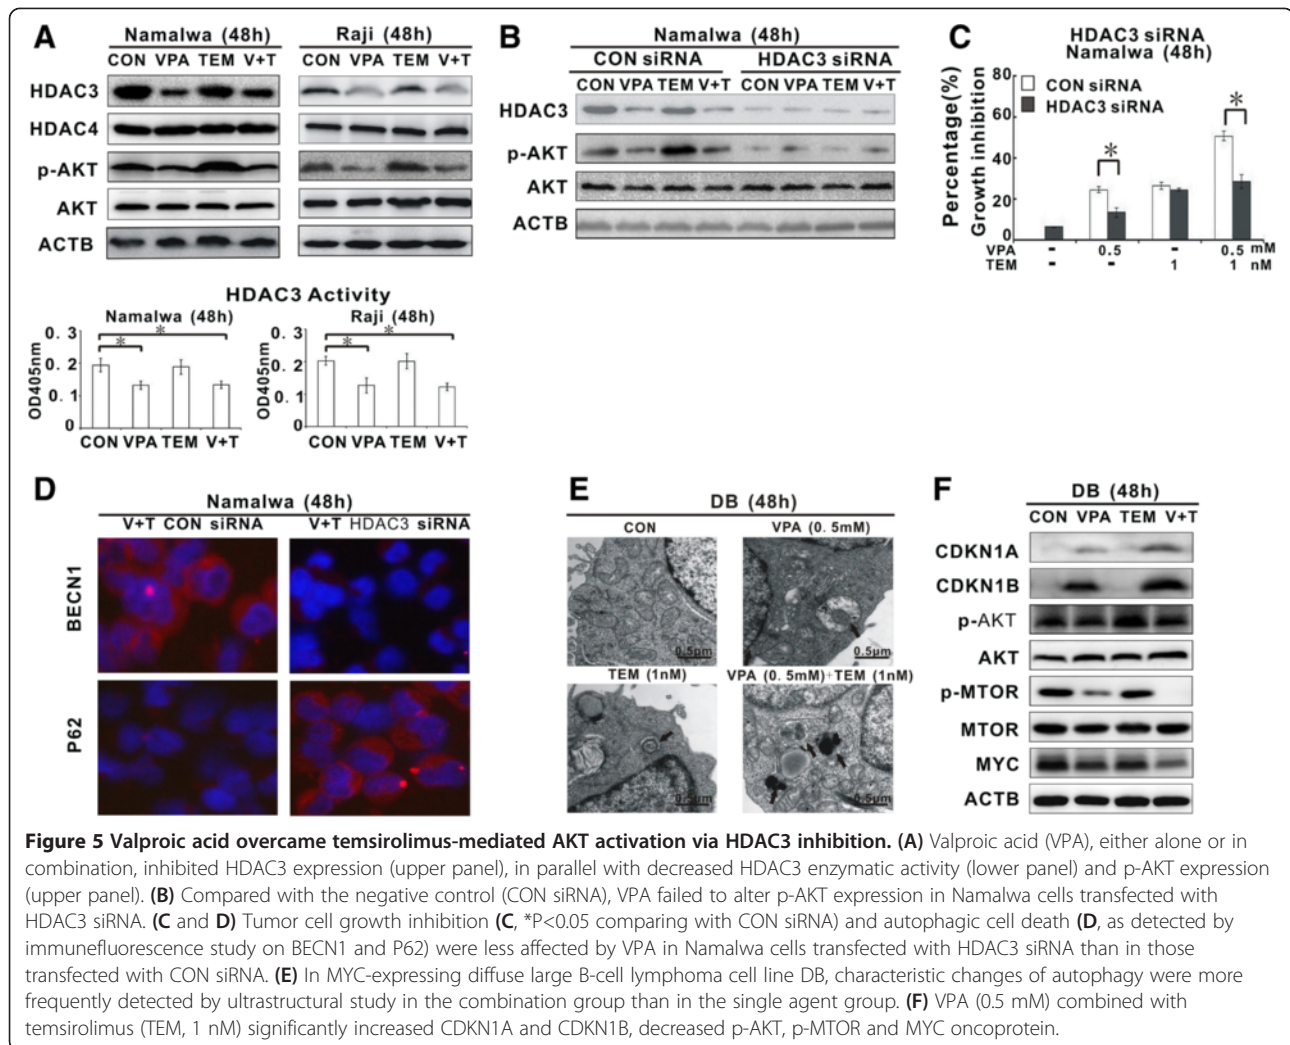 A
Namalwa (48h)
CON VPA TEM V+T
Raji (48h)
CON VPA TEM V+T
HDAC3
HDAC4
p-AKT
AKT
ACTB
HDAC3 Activity
Namalwa (48h)
OD405nm
0. 3
0. 2
0. 1
0
*
*
CON VPA TEM V+T
Raji (48h)
OD405nm
0. 3
0. 2
0. 1
0
*
*
CON VPA TEM V+T
B
Namalwa (48h)
CON siRNA HDAC3 siRNA
CON VPA TEM V+T CON VPA TEM V+T
HDAC3
p-AKT
AKT
ACTB
C
HDAC3 siRNA
Namalwa (48h)
Percentage(%)
Growth inhibition
80
60
40
20
0
CON siRNA
HDAC3 siRNA
*
*
VPA - 0.5 - 0.5 mM
TEM - - 1 1 nM
D
Namalwa (48h)
V+T CON siRNA V+T HDAC3 siRNA
BECN1
P62
E
DB (48h)
CON VPA (0. 5mM)
0.5μm 0.5μm
TEM (1nM) VPA (0. 5mM)+TEM (1nM)
0.5μm 0.5μm
F
DB (48h)
CON VPA TEM V+T
CDKN1A
CDKN1B
p-AKT
AKT
p-MTOR
MTOR
MYC
ACTB
Figure 5 Valproic acid overcame temsirolimus-mediated AKT activation via HDAC3 inhibition. (A) Valproic acid (VPA), either alone or in
combination, inhibited HDAC3 expression (upper panel), in parallel with decreased HDAC3 enzymatic activity (lower panel) and p-AKT expression
(upper panel). (B) Compared with the negative control (CON siRNA), VPA failed to alter p-AKT expression in Namalwa cells transfected with
HDAC3 siRNA. (C and D) Tumor cell growth inhibition (C, *P<0.05 comparing with CON siRNA) and autophagic cell death (D, as detected by
immunefluorescence study on BECN1 and P62) were less affected by VPA in Namalwa cells transfected with HDAC3 siRNA than in those
transfected with CON siRNA. (E) In MYC-expressing diffuse large B-cell lymphoma cell line DB, characteristic changes of autophagy were more
frequently detected by ultrastructural study in the combination group than in the single agent group. (F) VPA (0.5 mM) combined with
temsirolimus (TEM, 1 nM) significantly increased CDKN1A and CDKN1B, decreased p-AKT, p-MTOR and MYC oncoprotein.